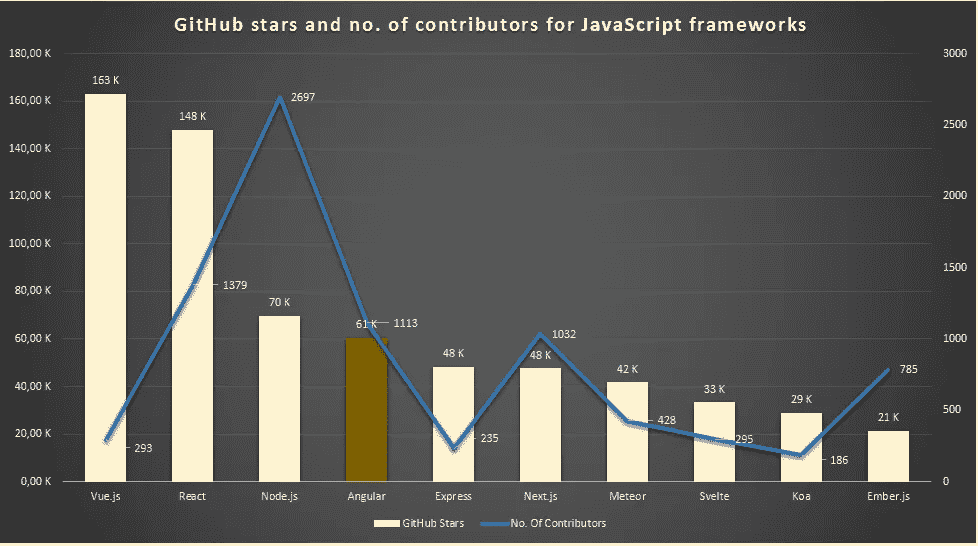 GitHub stars and no. of contributors for JavaScript frameworks
180,00 K
160,00 K
140,00 K
120,00 K
100,00 K
80,00 K
60,00 K
40,00 K
20,00 K
0,00 K
3000
2500
2000
1500
1000
500
0
163 K
148 K
70 K
61 K
48 K
48 K
42 K
33 K
29 K
21 K
293
1379
2697
1113
235
1032
428
295
186
785
Vue.js
React
Node.js
Angular
Express
Next.js
Meteor
Svelte
Koa
Ember.js
GitHub Stars
No. Of Contributors